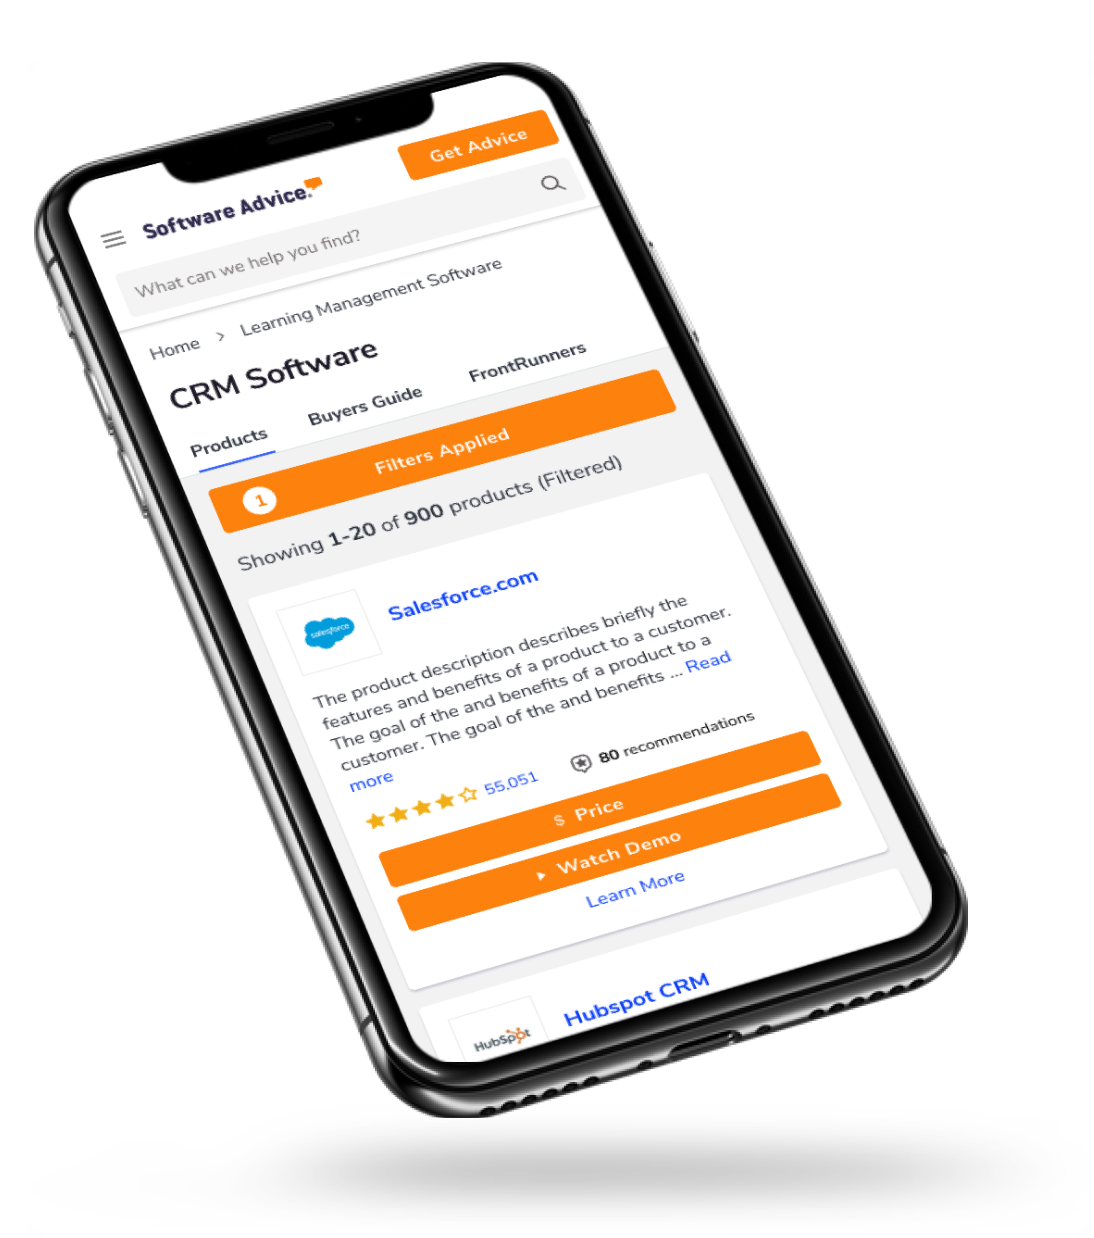 Get Advice
Software Advice.
What can we help you find?
Home > Learning Management Software
CRM Software
Products Buyers Guide FrontRunners
1 Filters Applied
Showing 1-20 of 900 products (Filtered)
salesforce
Salesforce.com
The product description describes briefly the
features and benefits of a product to a customer.
The goal of the and benefits of a product to a
customer. The goal of the and benefits ... Read
more
55,051 80 recommendations
$ Price
Watch Demo
Learn More
HubSpot
Hubspot CRM